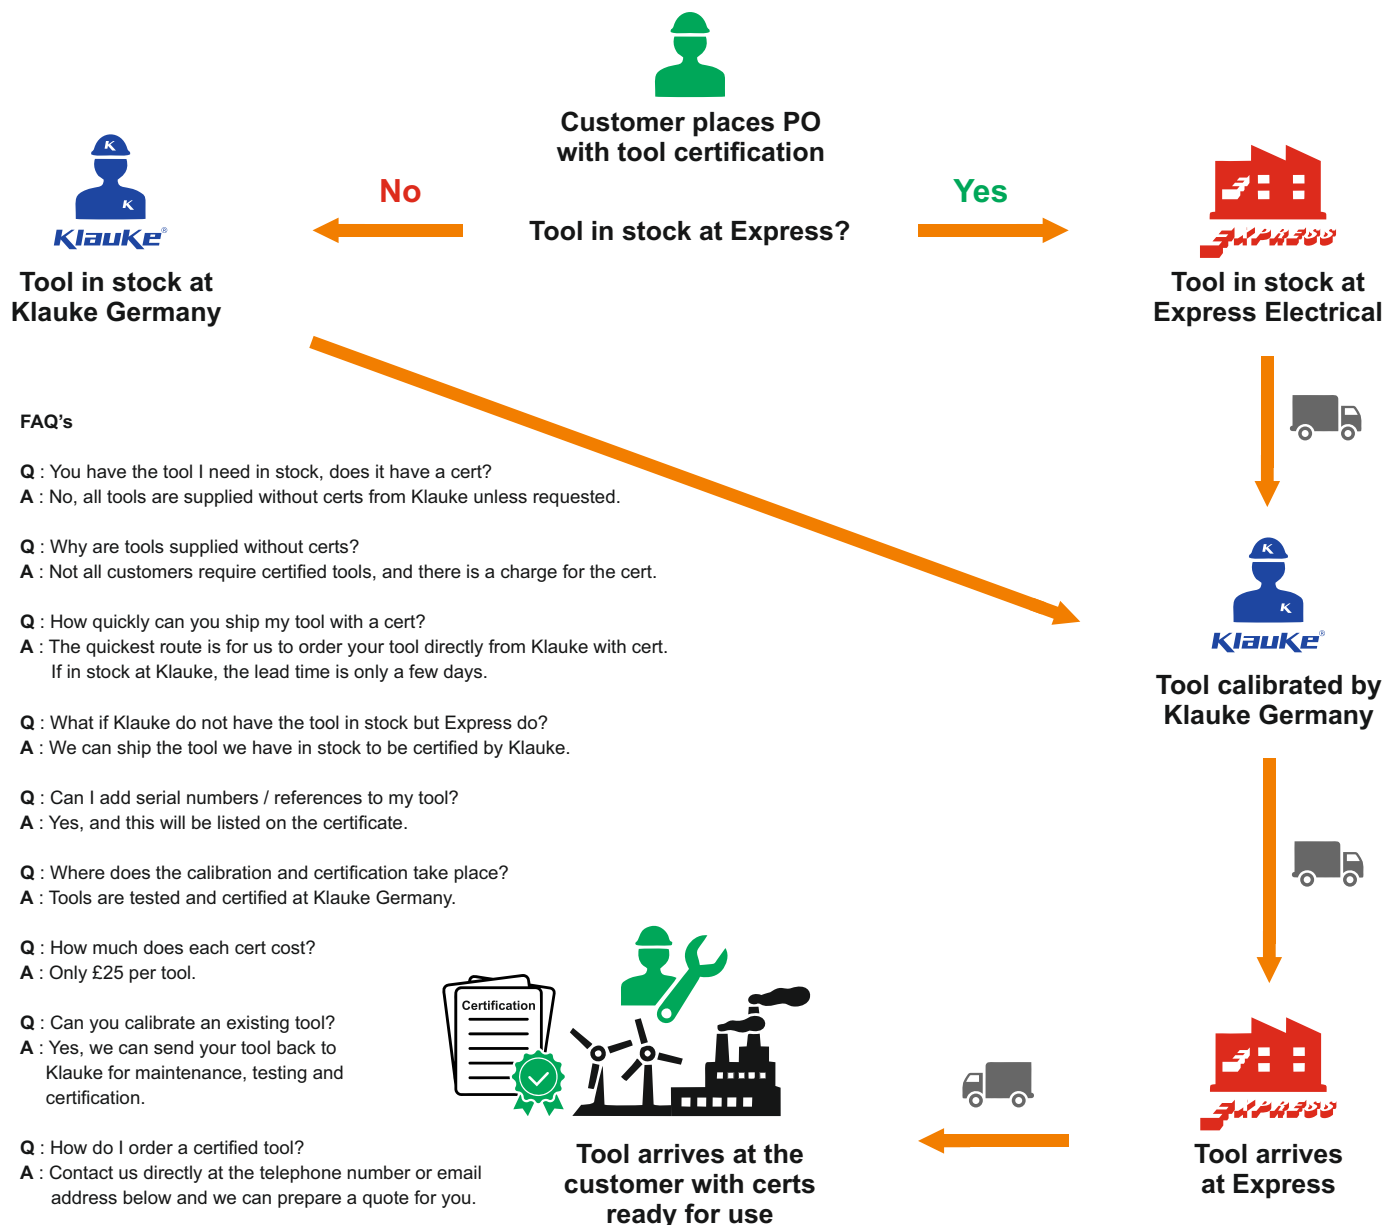 Customer places PO
with tool certification
No
Yes
Tool in stock at Express?
K
K
Klauke®
Tool in stock at
Klauke Germany
EXPRESS
Tool in stock at
Express Electrical
FAQ's
Q : You have the tool I need in stock, does it have a cert?
A : No, all tools are supplied without certs from Klauke unless requested.
Q : Why are tools supplied without certs?
A : Not all customers require certified tools, and there is a charge for the cert.
Q : How quickly can you ship my tool with a cert?
A : The quickest route is for us to order your tool directly from Klauke with cert.
If in stock at Klauke, the lead time is only a few days.
Q : What if Klauke do not have the tool in stock but Express do?
A : We can ship the tool we have in stock to be certified by Klauke.
Q : Can I add serial numbers / references to my tool?
A : Yes, and this will be listed on the certificate.
Q : Where does the calibration and certification take place?
A : Tools are tested and certified at Klauke Germany.
Q : How much does each cert cost?
A : Only £25 per tool.
Q : Can you calibrate an existing tool?
A : Yes, we can send your tool back to
Klauke for maintenance, testing and
certification.
Q : How do I order a certified tool?
A : Contact us directly at the telephone number or email
address below and we can prepare a quote for you.
K
K
Klauke®
Tool calibrated by
Klauke Germany
EXPRESS
Tool arrives
at Express
Certification
Tool arrives at the
customer with certs
ready for use